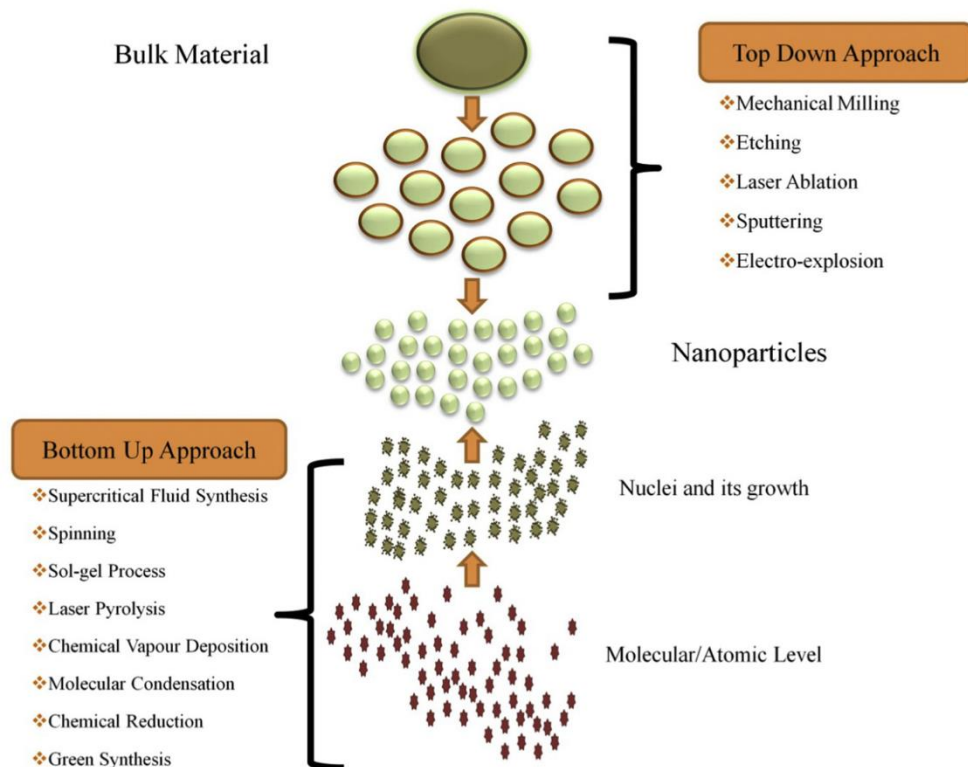 Bulk Material
Top Down Approach
❖Mechanical Milling
❖Etching
❖Laser Ablation
❖Sputtering
❖Electro-explosion
Nanoparticles
Bottom Up Approach
❖Supercritical Fluid Synthesis
❖Spinning
❖Sol-gel Process
❖Laser Pyrolysis
❖Chemical Vapour Deposition
❖Molecular Condensation
❖Chemical Reduction
❖Green Synthesis
Nuclei and its growth
Molecular/Atomic Level